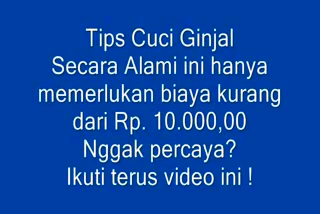 Tips Cuci Ginjal
Secara Alami ini hanya
memerlukan biaya kurang
dari Rp. 10.000,00
Nggak percaya?
Ikuti terus video ini !